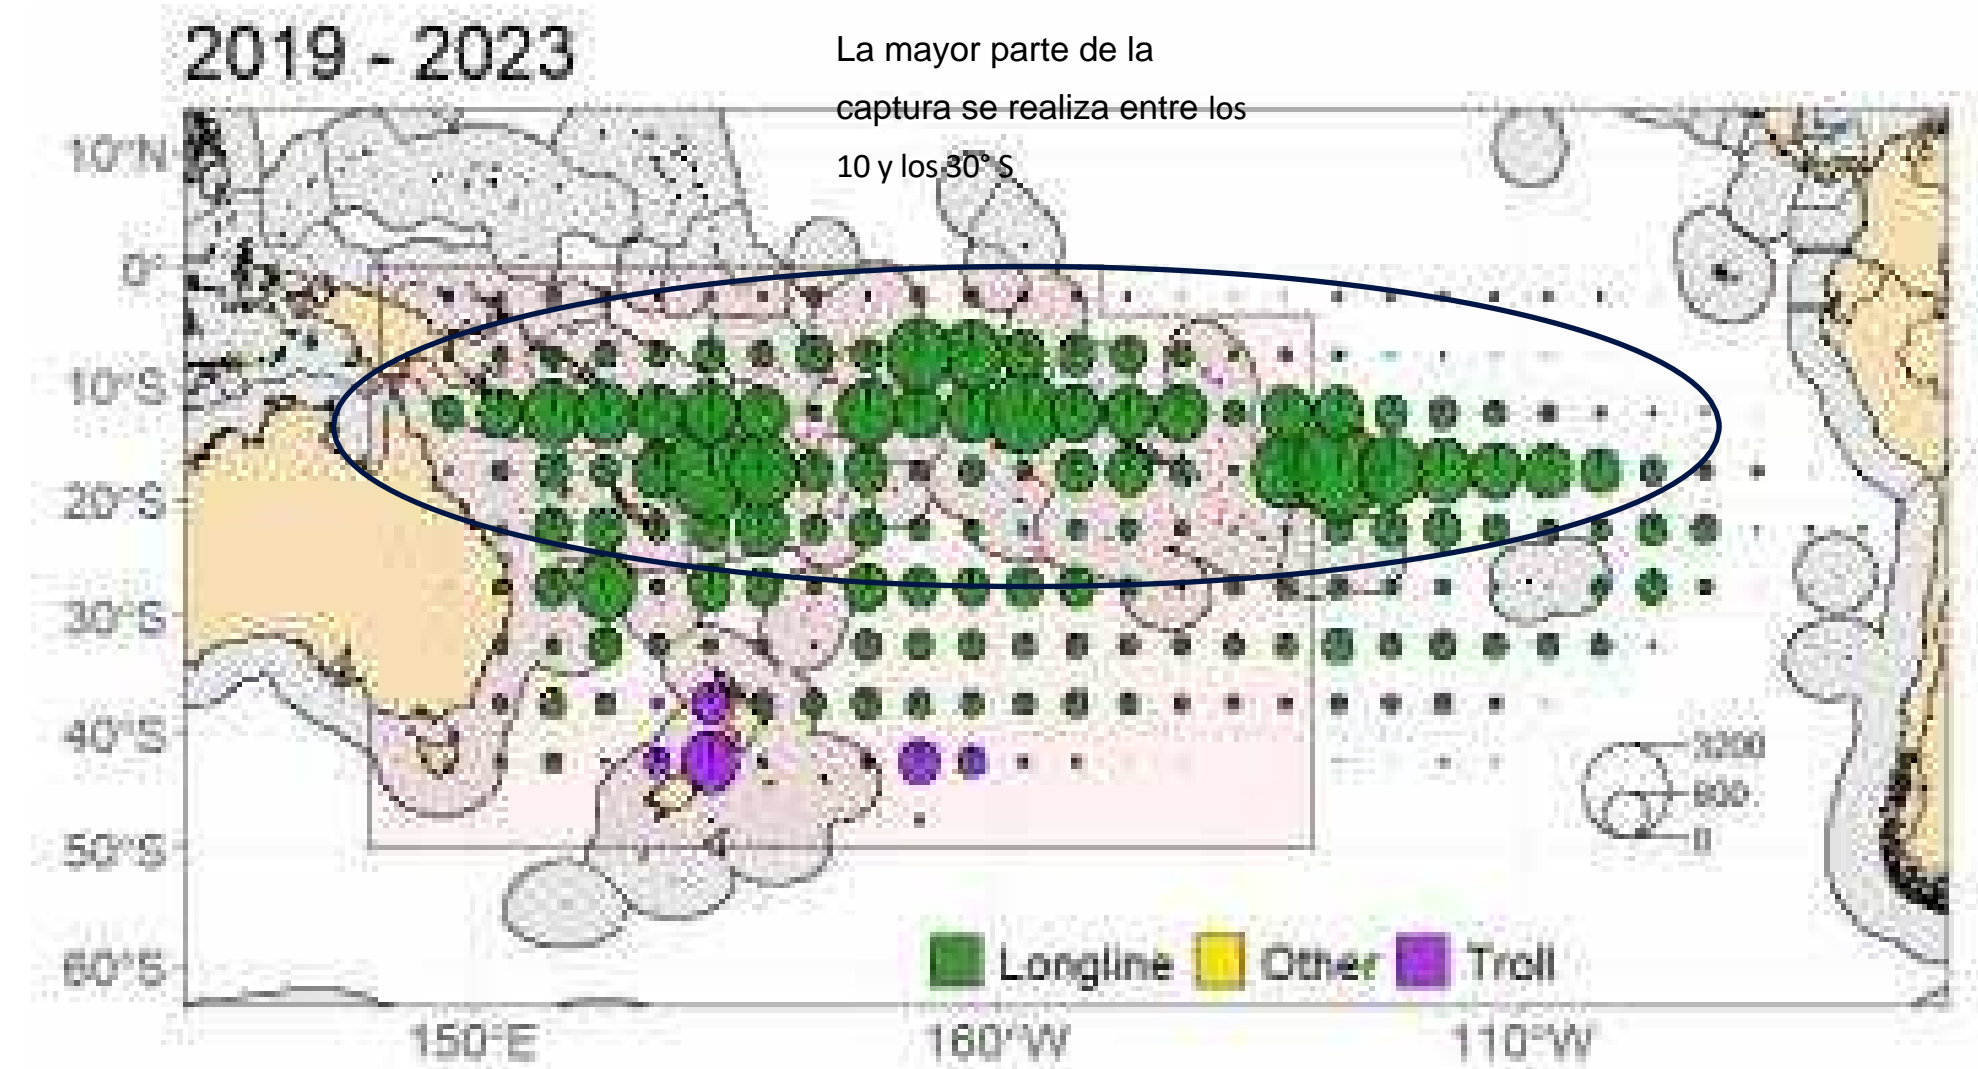 2019 - 2023
La mayor parte de la
captura se realiza entre los
10 y los 30° S
10°N
0°
10°S
20°S
30°S
40°S
50°S
60°S
3200
800
0
Longline Other Troll
150°E 160°W 110°W